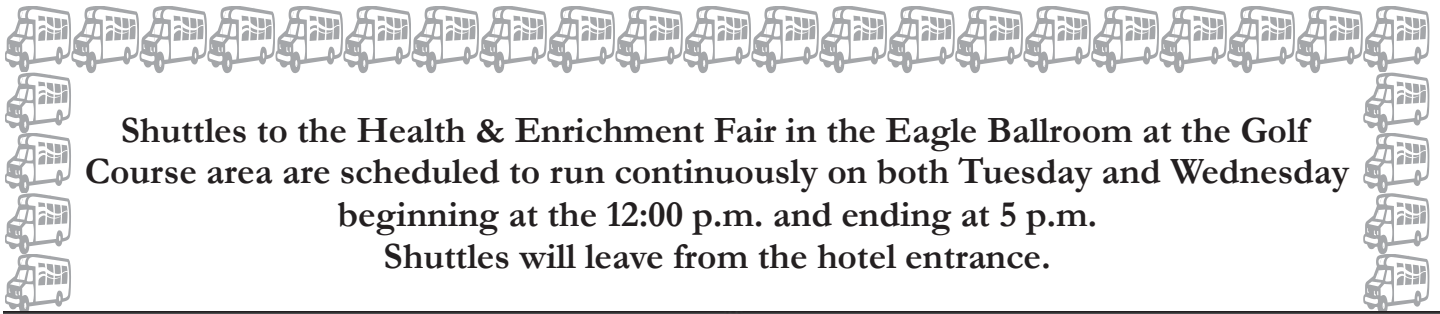 Shuttles to the Health & Enrichment Fair in the Eagle Ballroom at the Golf
Course area are scheduled to run continuously on both Tuesday and Wednesday
beginning at the 12:00 p.m. and ending at 5 p.m.
Shuttles will leave from the hotel entrance.